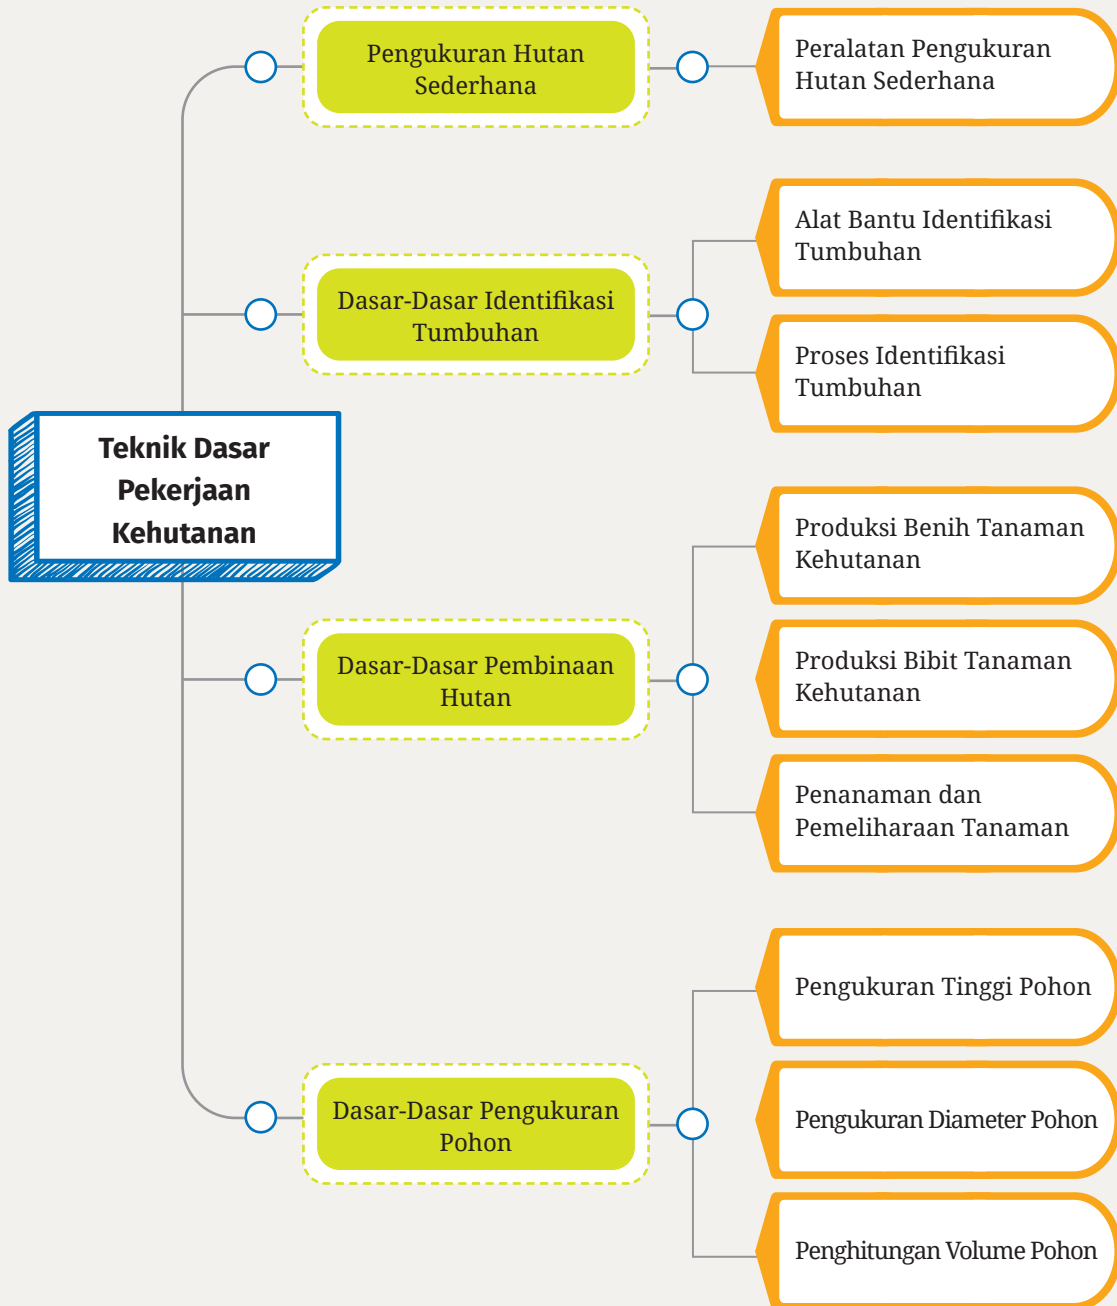 Pengukuran Hutan
Sederhana
Peralatan Pengukuran
Hutan Sederhana
Dasar-Dasar Identifikasi
Tumbuhan
Alat Bantu Identifikasi
Tumbuhan
Proses Identifikasi
Tumbuhan
Teknik Dasar
Pekerjaan
Kehutanan
Dasar-Dasar Pembinaan
Hutan
Produksi Benih Tanaman
Kehutanan
Produksi Bibit Tanaman
Kehutanan
Penanaman dan
Pemeliharaan Tanaman
Dasar-Dasar Pengukuran
Pohon
Pengukuran Tinggi Pohon
Pengukuran Diameter Pohon
Penghitungan Volume Pohon